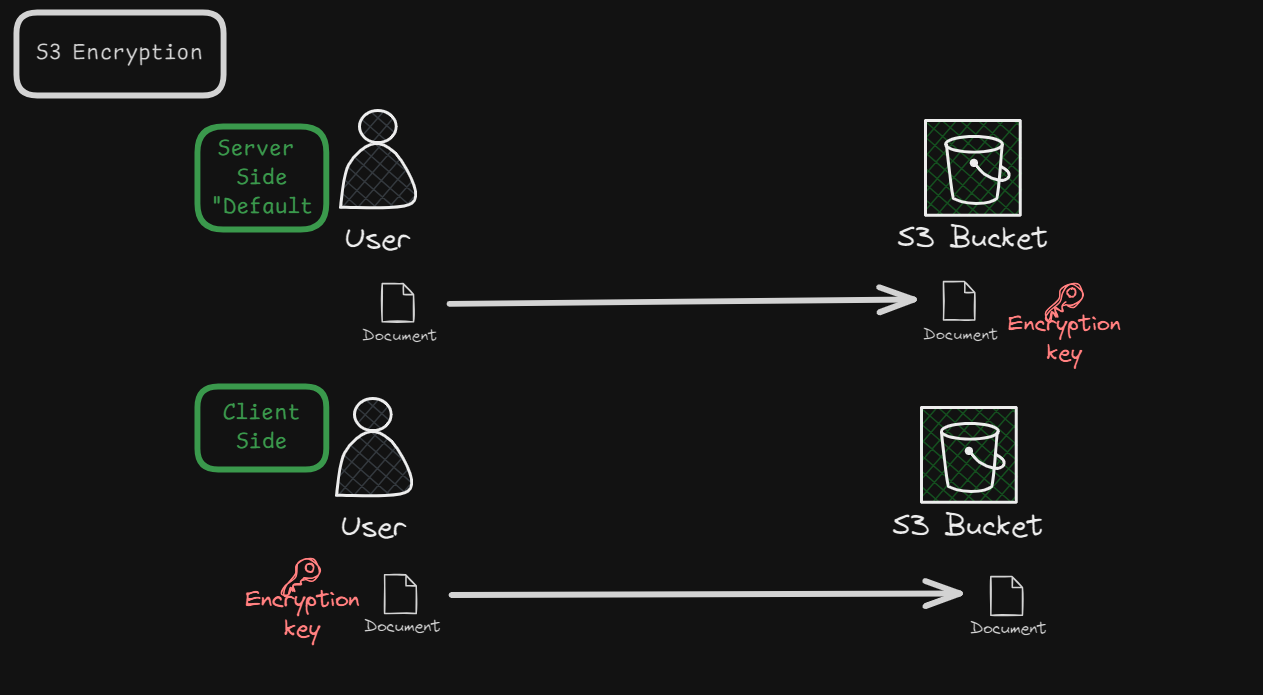 S3 Encryption
Server
Side
"Default
User
S3 Bucket
Document
Document
Encryption
key
Client
Side
User
S3 Bucket
Encryption
key
Document
Document